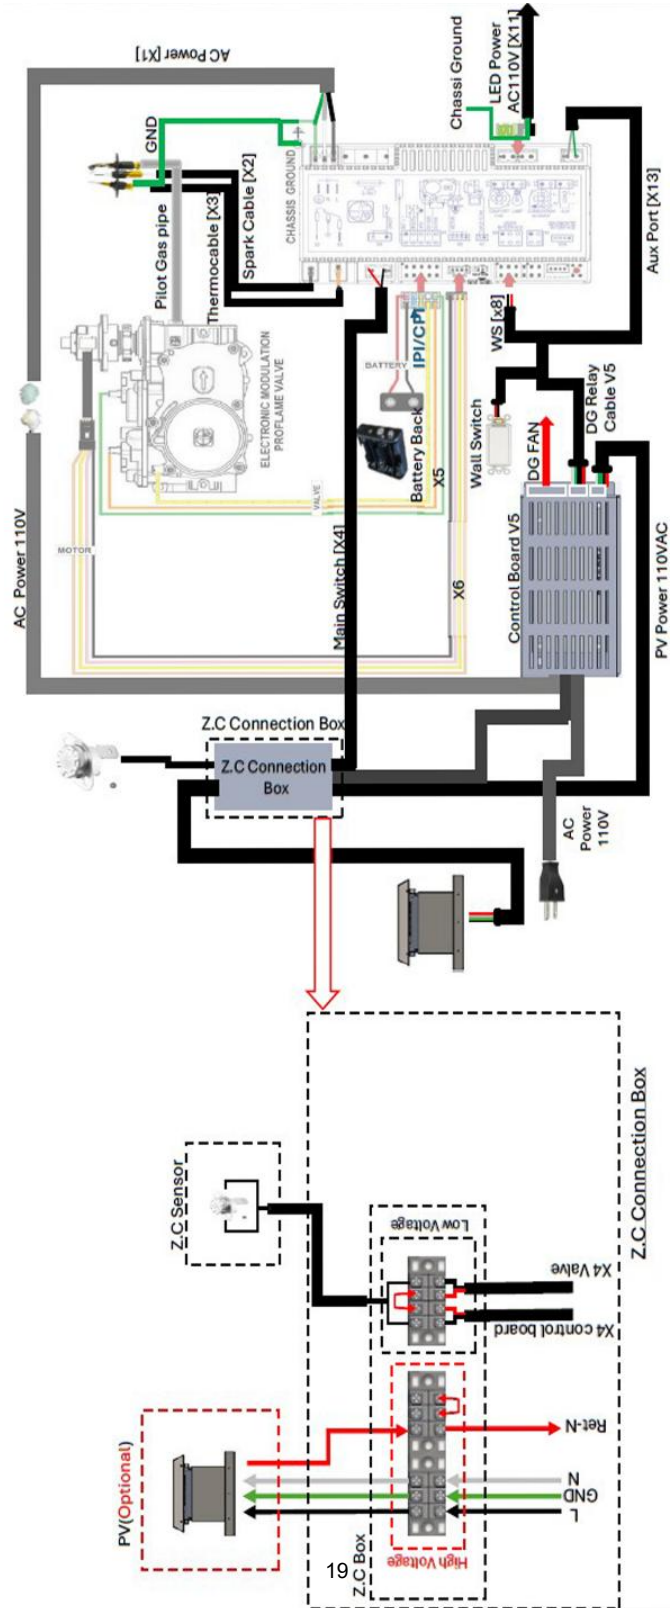 AC Power [X1]
LED Power
AC110V [X11]
Chassi Ground
GND
CHASSIS GROUND
Aux Port [X13]
Spark Cable [X2]
Thermocable [X3]
Pilot Gas pipe
ELECTRONIC MODULATION
PROFLAME VALVE
WS [x8]
IPI/CPI
BATTERY
Battery Back
X5
Wall Switch
DG Relay
Cable V5
DG FAN
AC Power 110V
VALVE
MOTOR
Main Switch [X4]
X6
Control Board V5
PV Power 110VAC
Z.C Connection Box
Z.C Connection
Box
AC
Power
110V
Z.C Connection Box
Z.C Sensor
Low Voltage
X4 Valve
X4 control board
PV(Optional)
Ret-N
N
GND
L
High Voltage
Z.C Box
19